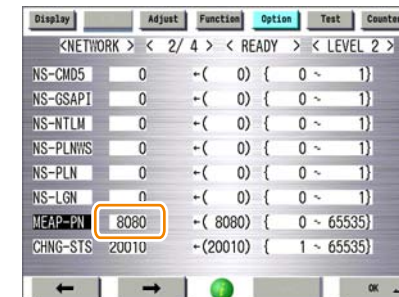 Display Adjust Function Option Test Counter
<NETWORK > < 2/ 4 > < READY > < LEVEL 2 >
NS-CMD5 0 ←( 0) { 0 ~ 1}
NS-GSAPI 0 ←( 0) { 0 ~ 1}
NS-NTLM 0 ←( 0) { 0 ~ 1}
NS-PLNWS 0 ←( 0) { 0 ~ 1}
NS-PLN 0 ←( 0) { 0 ~ 1}
NS-LGN 0 ←( 0) { 0 ~ 1}
MEAP-PN 8080 ←( 8080) { 0 ~ 65535}
CHNG-STS 20010 ←(20010) { 1 ~ 65535}
← → OK